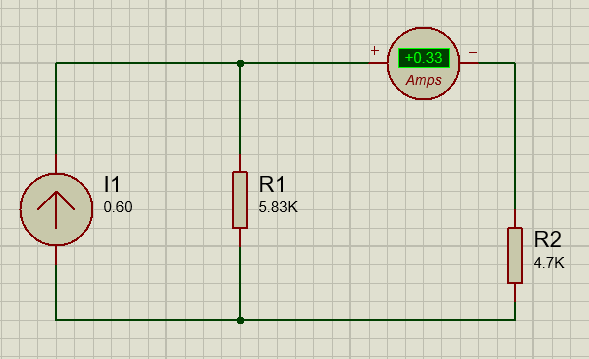 + +0.33 −
Amps
I1
0.60
R1
5.83K
R2
4.7K